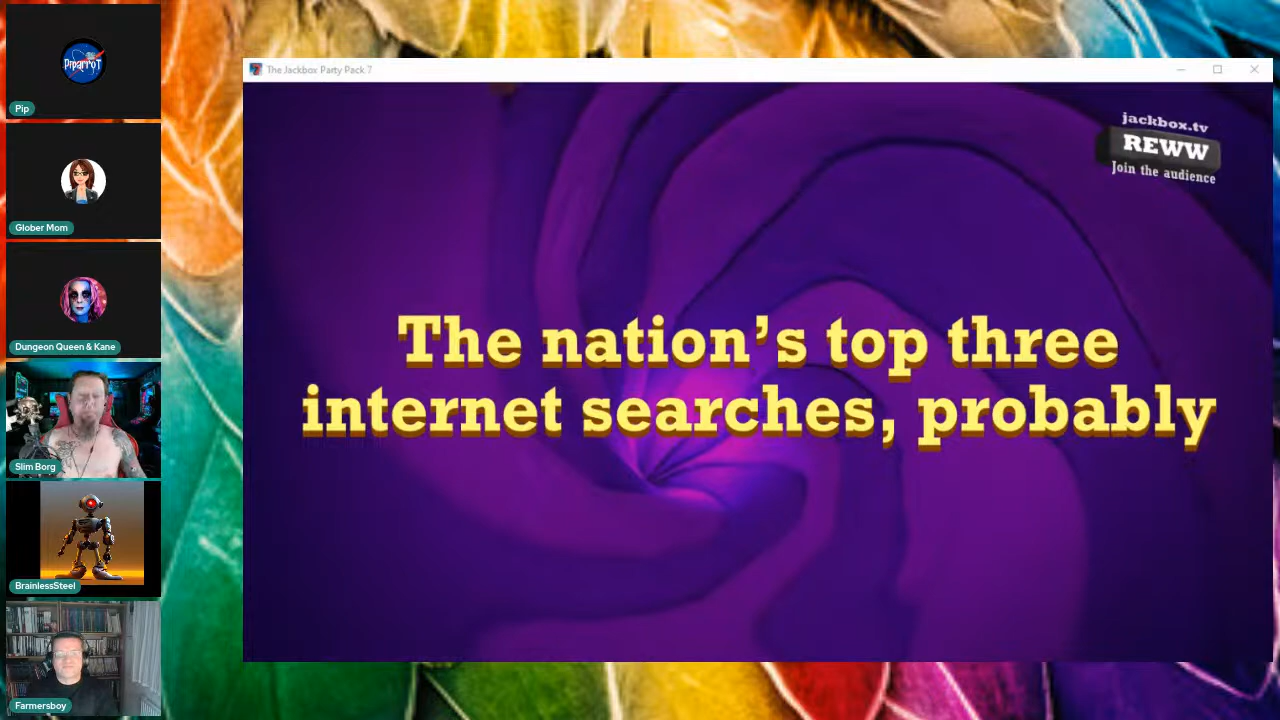 PiparroT
Pip
Glober Mom
Dungeon Queen & Kane
Slim Borg
BrainlessSteel
Farmersboy
The Jackbox Party Pack 7
jackbox.tv
REWW
Join the audience
The nation's top three
internet searches, probably